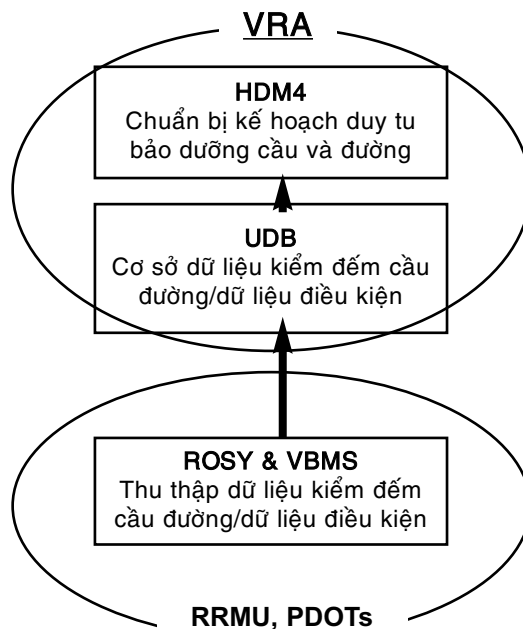 VRA
HDM4
Chuẩn bị kế hoạch duy tu
bảo dưỡng cầu và đường
UDB
Cơ sở dữ liệu kiểm đếm cầu
đường/dữ liệu điều kiện
ROSY & VBMS
Thu thập dữ liệu kiểm đếm
cầu đường/dữ liệu điều kiện
RRMU, PDOTs